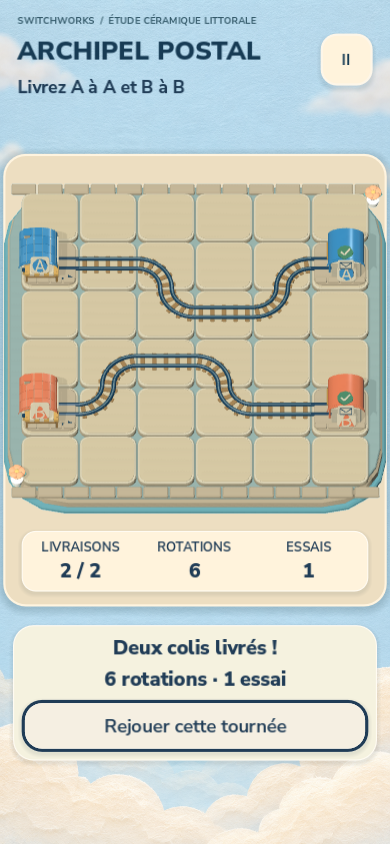 SWITCHWORKS / ÉTUDE CÉRAMIQUE LITTORALE
ARCHIPEL POSTAL
Livrez A à A et B à B
II
A
A
B
B
LIVRAISONS ROTATIONS ESSAIS
2 / 2 6 1
Deux colis livrés !
6 rotations · 1 essai
Rejouer cette tournée